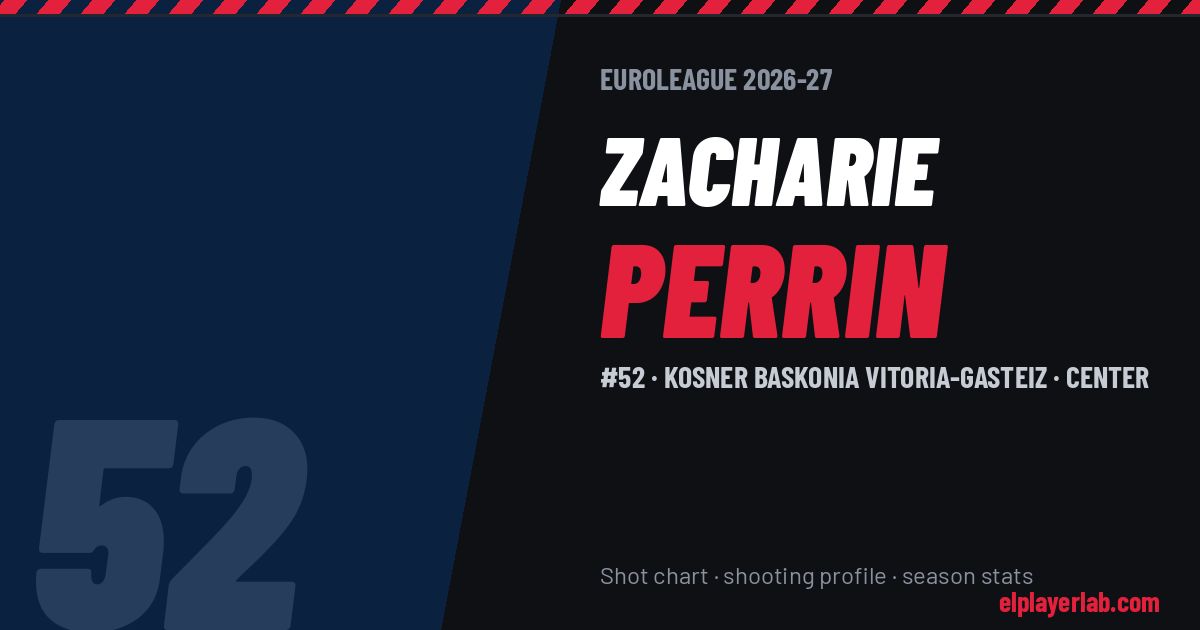 EUROLEAGUE 2026-27
ZACHARIE
PERRIN
#52 · KOSNER BASKONIA VITORIA-GASTEIZ · CENTER
52
Shot chart · shooting profile · season stats
elplayerlab.com